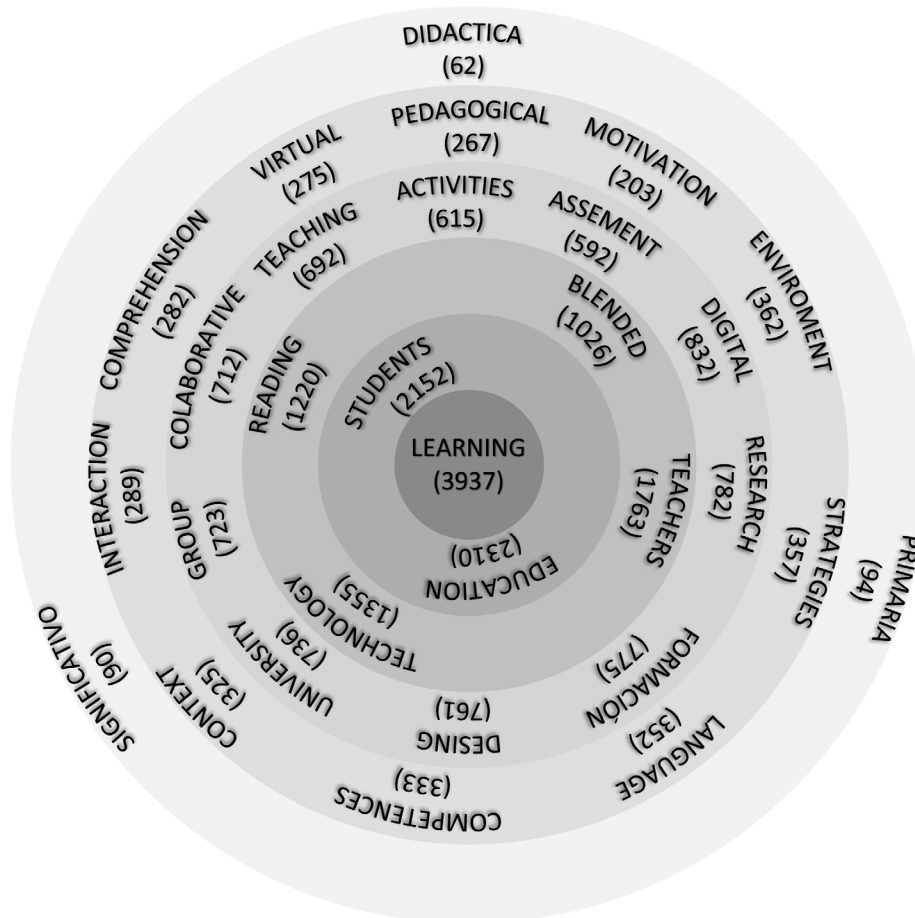 DIDACTICA
(62)
PEDAGOGICAL
(267)
VIRTUAL
(275)
MOTIVATION
(203)
ACTIVITIES
(615)
TEACHING
(692)
ASSEMENT
(592)
COMPREHENSION
(282)
ENVIROMENT
(362)
COLABORATIVE
(712)
BLENDED
(1026)
DIGITAL
(832)
READING
(1220)
STUDENTS
(2152)
LEARNING
(3937)
INTERACTION
(289)
GROUP
(723)
TEACHERS
(1763)
RESEARCH
(782)
STRATEGIES
(357)
PRIMARIA
(94)
EDUCATION
(2310)
TECHNOLOGY
(1355)
UNIVERSITY
(736)
SIGNIFICATIVO
(90)
CONTEXT
(325)
FORMACIÓN
(775)
DESING
(761)
LANGUAGE
(352)
COMPETENCES
(333)